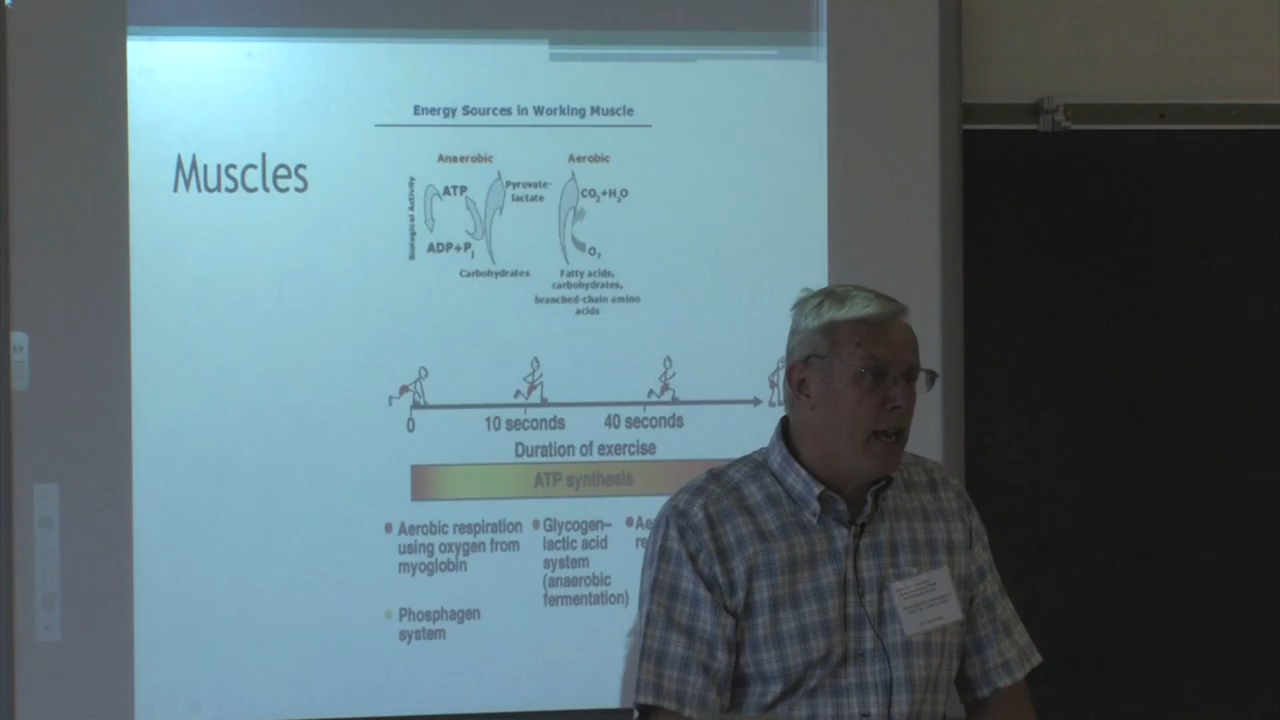 Energy Sources in Working Muscle
Muscles
Anaerobic
Aerobic
Biological Activity
ATP
Pyruvate-
lactate
CO2+H2O
ADP+Pi
O2
Carbohydrates
Fatty acids,
carbohydrates,
branched-chain amino
acids
0
10 seconds
40 seconds
Duration of exercise
ATP synthesis
Aerobic respiration
using oxygen from
myoglobin
Phosphagen
system
Glycogen–
lactic acid
system
(anaerobic
fermentation)
Ae
re